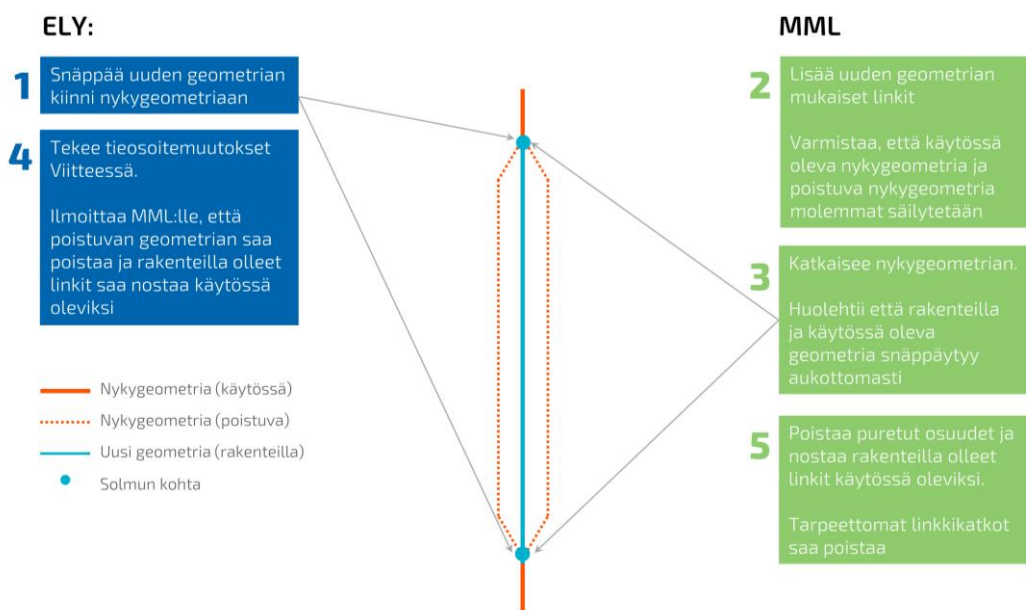 ELY:
1
Snäppää uuden geometrian
kiinni nykygeometriaan
4
Tekee tieosoitemuutokset
Viitteessä.
Ilmoittaa MML:lle, että
poistuvan geometrian saa
poistaa ja rakenteilla olleet
linkit saa nostaa käytössä
oleviksi
Nykygeometria (käytössä)
Nykygeometria (poistuva)
Uusi geometria (rakenteilla)
Solmun kohta
MML
2
Lisää uuden geometrian
mukaiset linkit
Varmistaa, että käytössä
oleva nykygeometria ja
poistuva nykygeometria
molemmat säilytetään
3
Katkaisee nykygeometrian.
Huolehtii että rakenteilla
ja käytössä oleva
geometria snäppäytyy
aukottomasti
5
Poistaa puretut osuudet ja
nostaa rakenteilla olleet
linkit käytössä oleviksi.
Tarpeettomat linkkikatkot
saa poistaa